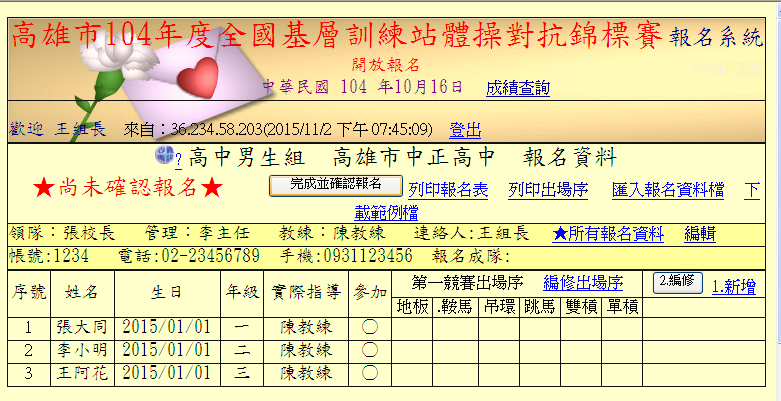 高雄市104年度全國基層訓練站體操對抗錦標賽 報名系統
開放報名
中華民國 104 年10月16日 成績查詢
歡迎 王組長 來自：36.234.58.203(2015/11/2 下午 07:45:09) 登出
? 高中男生組 高雄市中正高中 報名資料
★尚未確認報名★ 完成並確認報名 列印報名表 列印出場序 匯入報名資料檔 下
載範例檔
領隊：張校長 管理：李主任 教練：陳教練 連絡人:王組長 ★所有報名資料 編輯
帳號:1234 電話:02-23456789 手機:0931123456 報名成隊:
序號 姓名 生日 年級 實際指導 參加 第一競賽出場序 編修出場序 2.編修 1.新增
地板 .鞍馬 吊環 跳馬 雙槓 單槓
1 張大同 2015/01/01 一 陳教練 ○
2 李小明 2015/01/01 二 陳教練 ○
3 王阿花 2015/01/01 三 陳教練 ○